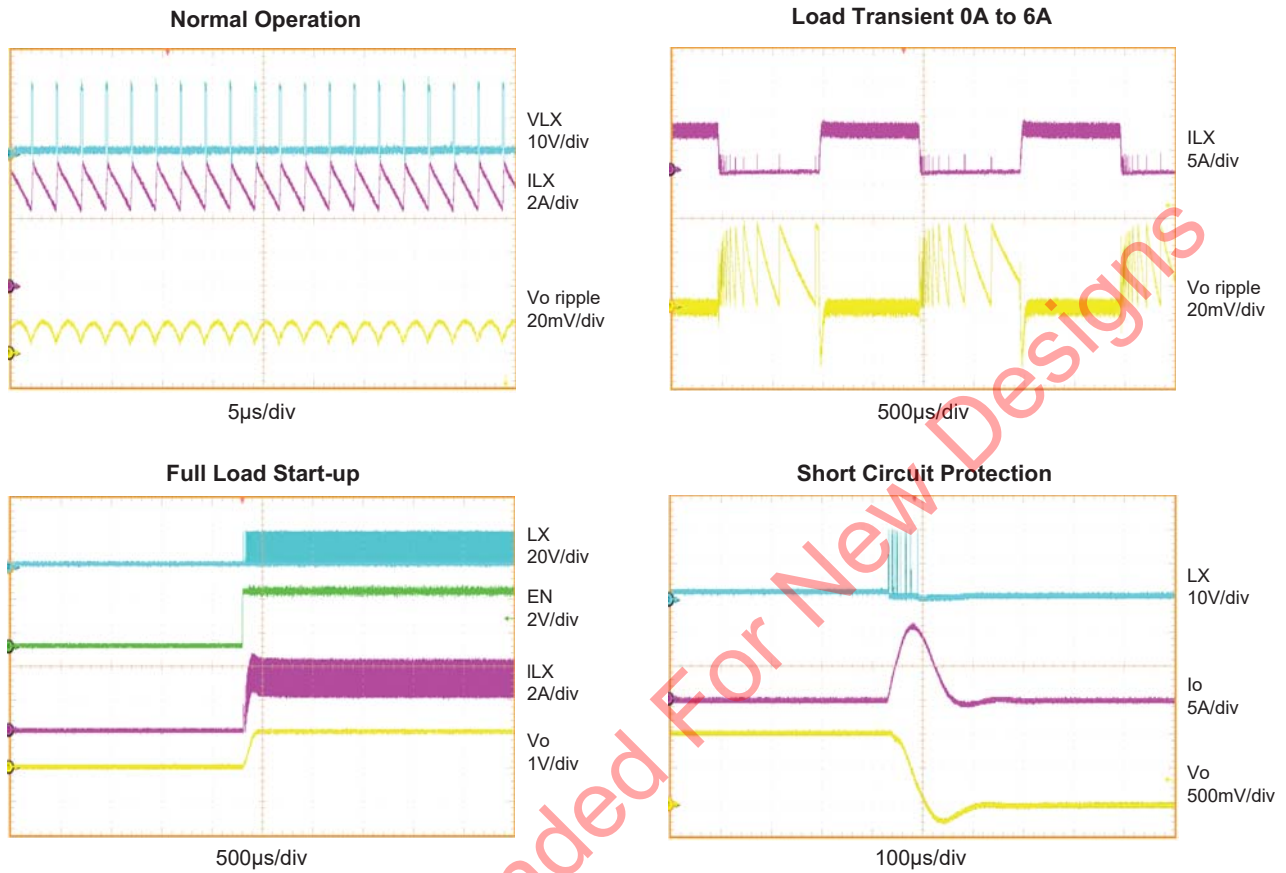 Normal Operation
VLX
10V/div
ILX
2A/div
Vo ripple
20mV/div
5µs/div
Load Transient 0A to 6A
ILX
5A/div
Vo ripple
20mV/div
500µs/div
Full Load Start-up
LX
20V/div
EN
2V/div
ILX
2A/div
Vo
1V/div
500µs/div
Short Circuit Protection
LX
10V/div
Io
5A/div
Vo
500mV/div
100µs/div
nded For New Designs